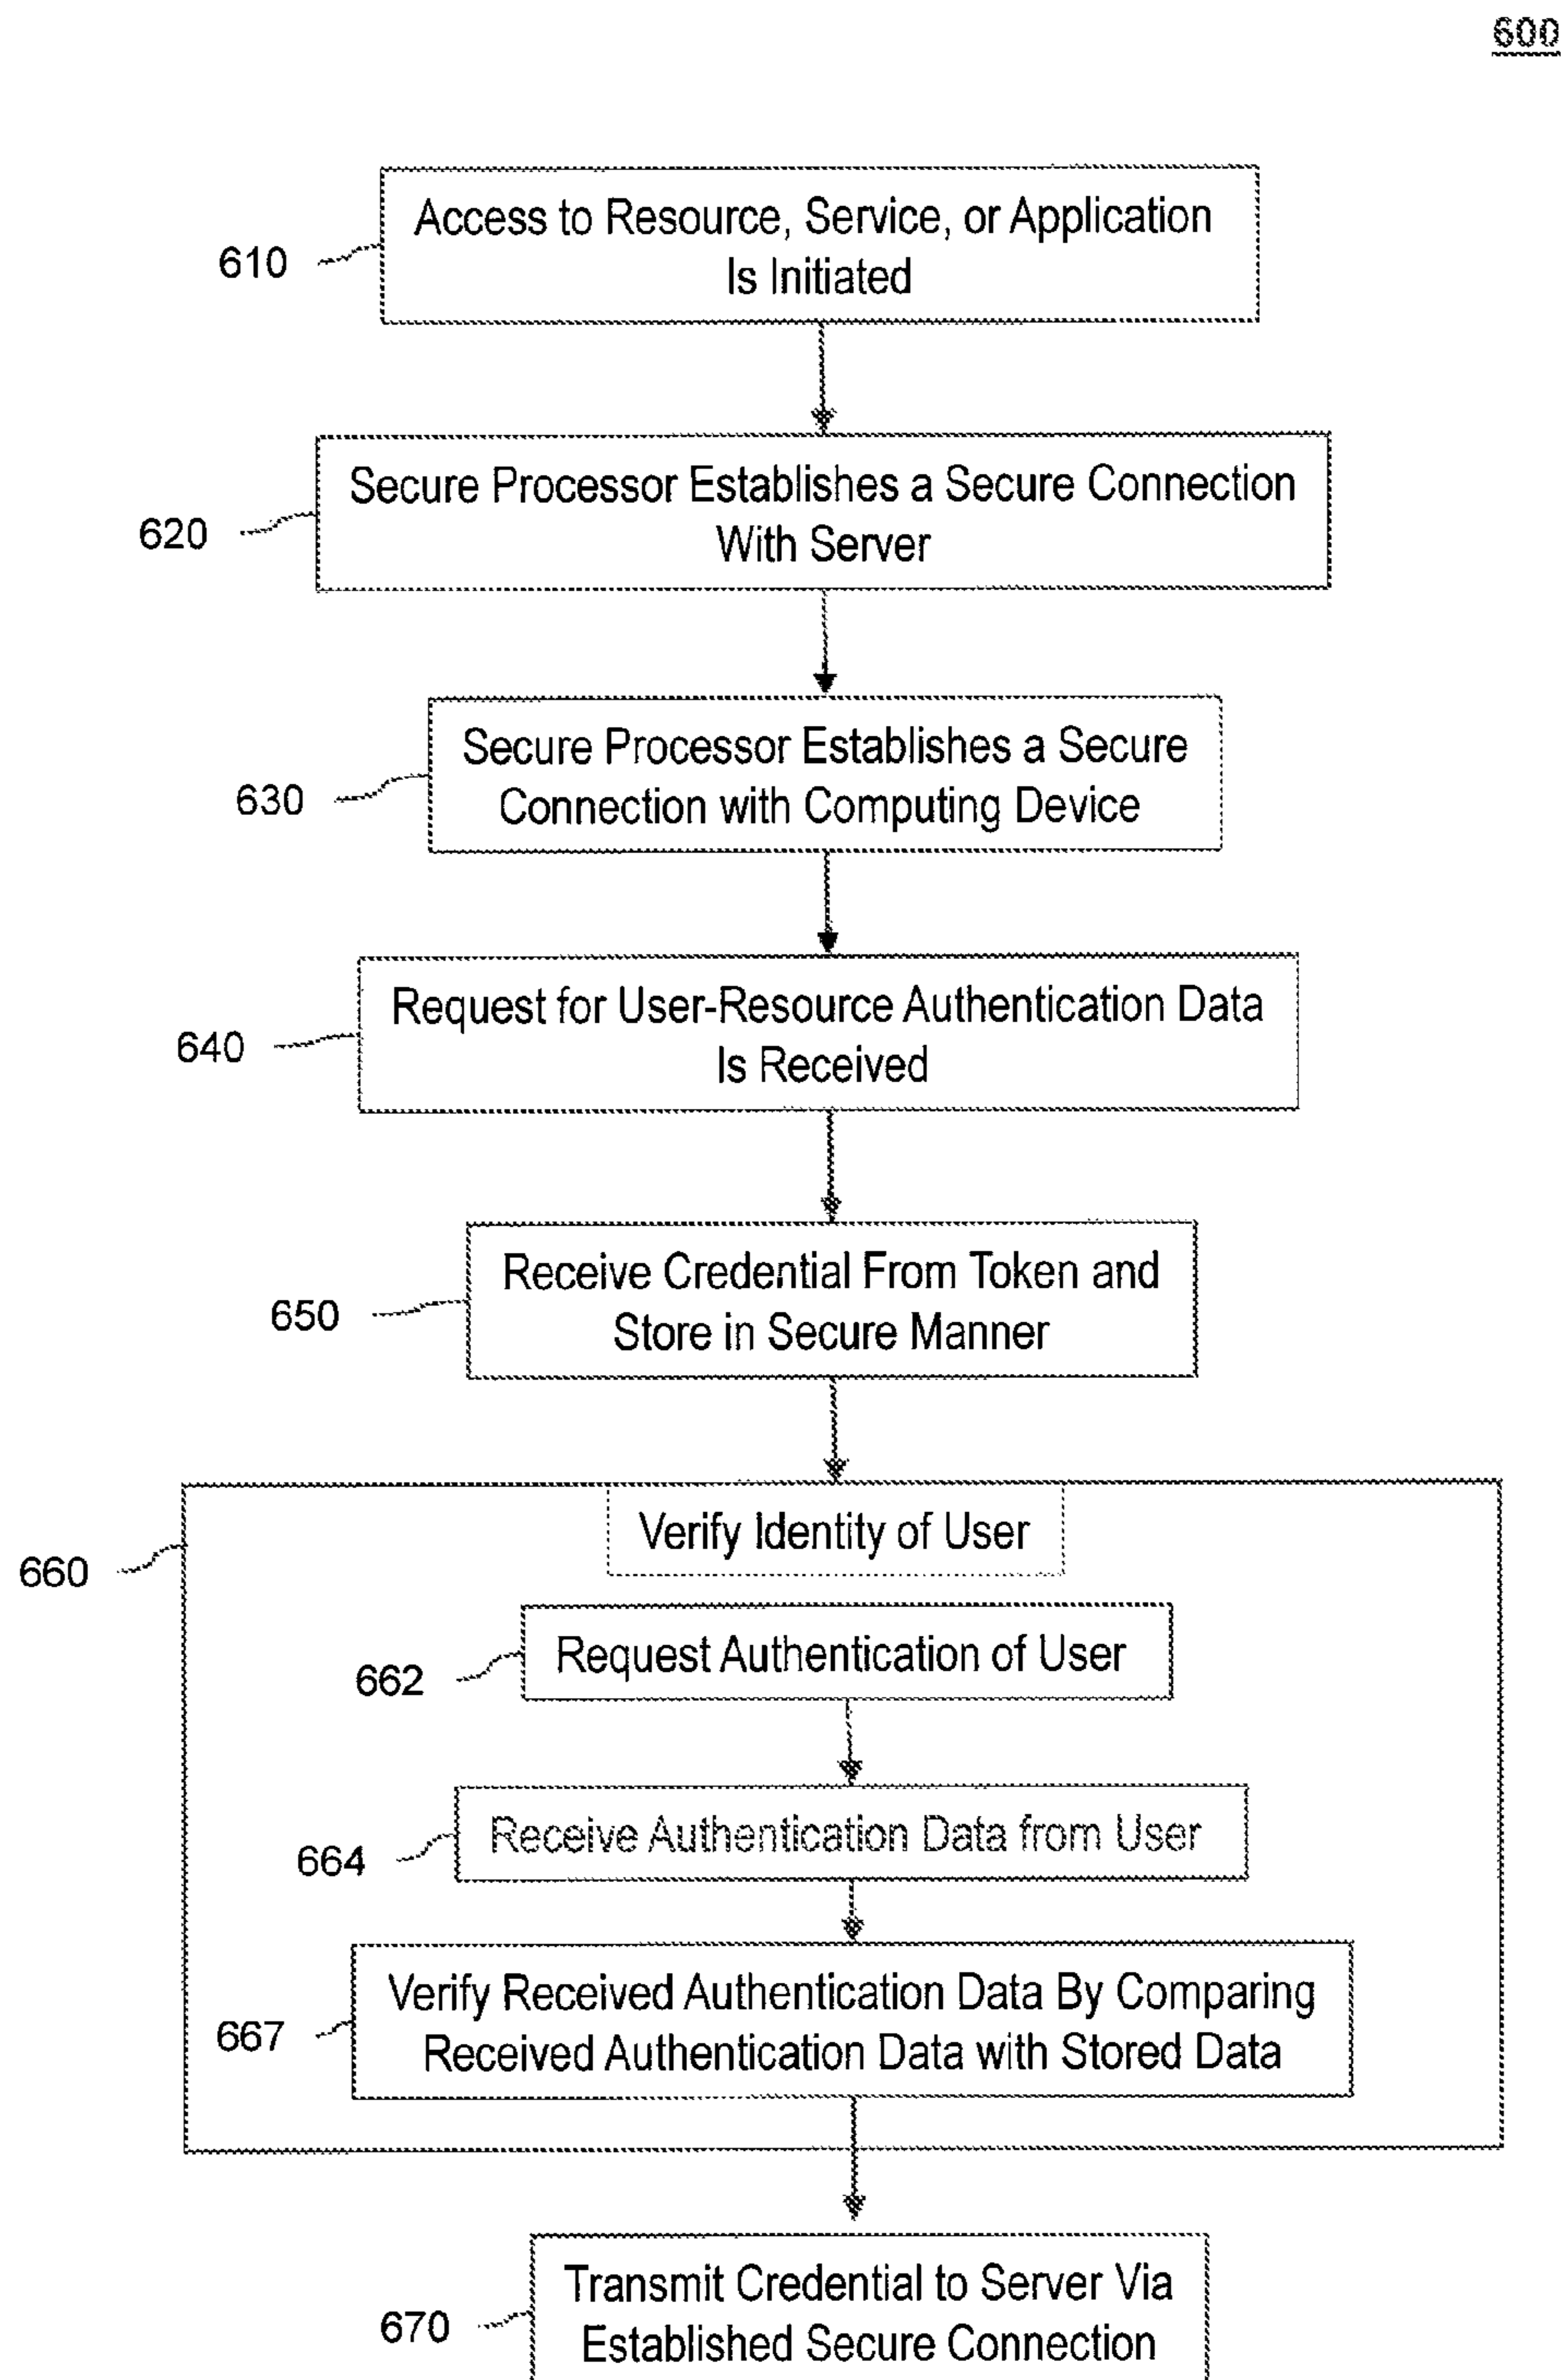 600
Access to Resource, Service, or Application
Is Initiated
610
Secure Processor Establishes a Secure Connection
With Server
620
Secure Processor Establishes a Secure
Connection with Computing Device
630
Request for User-Resource Authentication Data
Is Received
640
Receive Credential From Token and
Store in Secure Manner
650
Verify Identity of User
660
Request Authentication of User
662
Receive Authentication Data from User
664
Verify Received Authentication Data By Comparing
Received Authentication Data with Stored Data
667
Transmit Credential to Server Via
Established Secure Connection
670